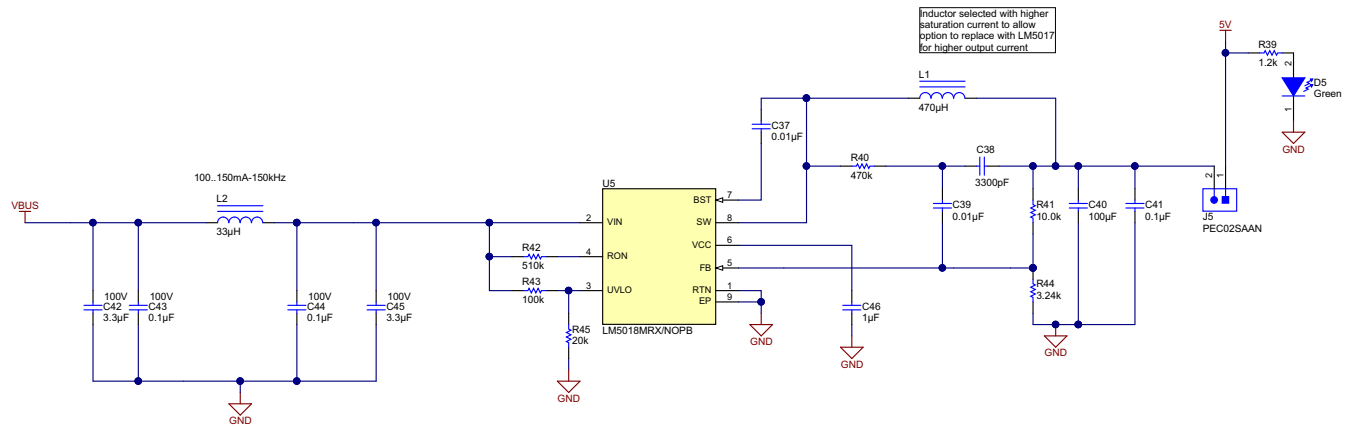 Inductor selected with higher
saturation current to allow
option to replace with LM5017
for higher output current
5V
R39
1.2k
2
D5
Green
1
GND
L1
470µH
C37
0.01µF
R40
470k
C38
3300pF
100..150mA-150kHz
L2
33µH
VBUS
U5
2
VIN
4
RON
3
UVLO
BST
7
SW
8
VCC
6
FB
5
RTN
1
EP
9
LM5018MRX/NOPB
R42
510k
R43
100k
R45
20k
GND
C39
0.01µF
R41
10.0k
C40
100µF
C41
0.1µF
2
1
J5
PEC02SAAN
R44
3.24k
GND
100V
C42
3.3µF
100V
C43
0.1µF
100V
C44
0.1µF
100V
C45
3.3µF
GND
C46
1µF
GND
GND